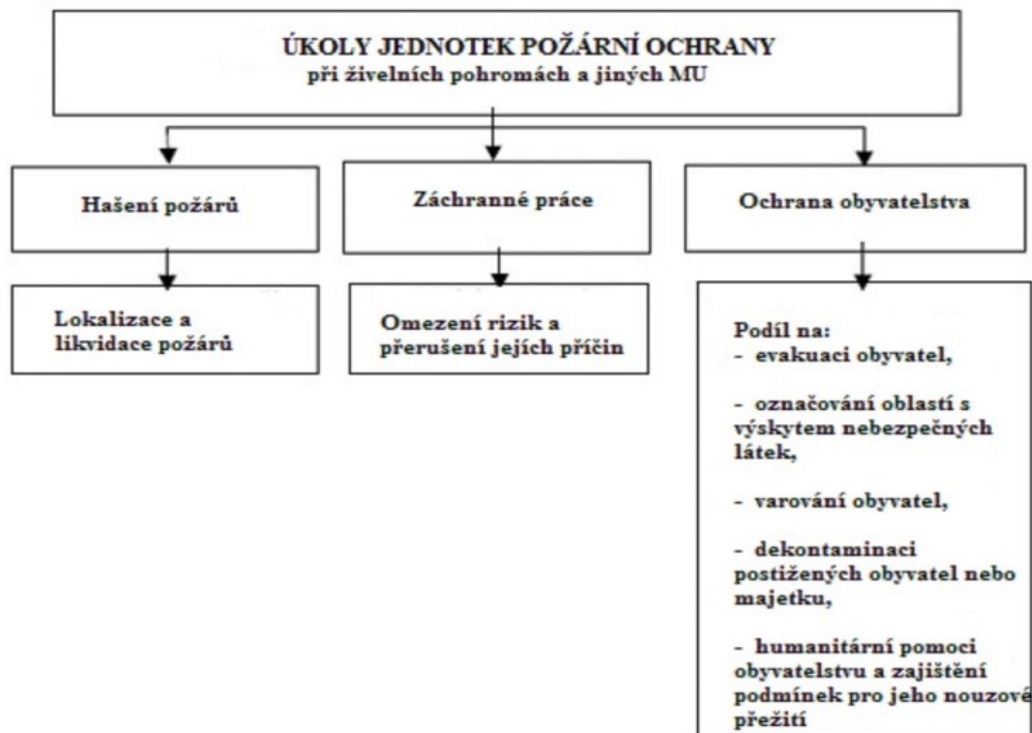 ÚKOLY JEDNOTEK POŽÁRNÍ OCHRANY
při živelních pohromách a jiných MU
Hašení požárů
Záchranné práce
Ochrana obyvatelstva
Lokalizace a
likvidace požárů
Omezení rizik a
přerušení jejích příčin
Podíl na:
- evakuaci obyvatel,
- označování oblastí s
výskytem nebezpečných
látek,
- varování obyvatel,
- dekontaminaci
postižených obyvatel nebo
majetku,
- humanitární pomoci
obyvatelstvu a zajištění
podmínek pro jeho nouzové
přežití